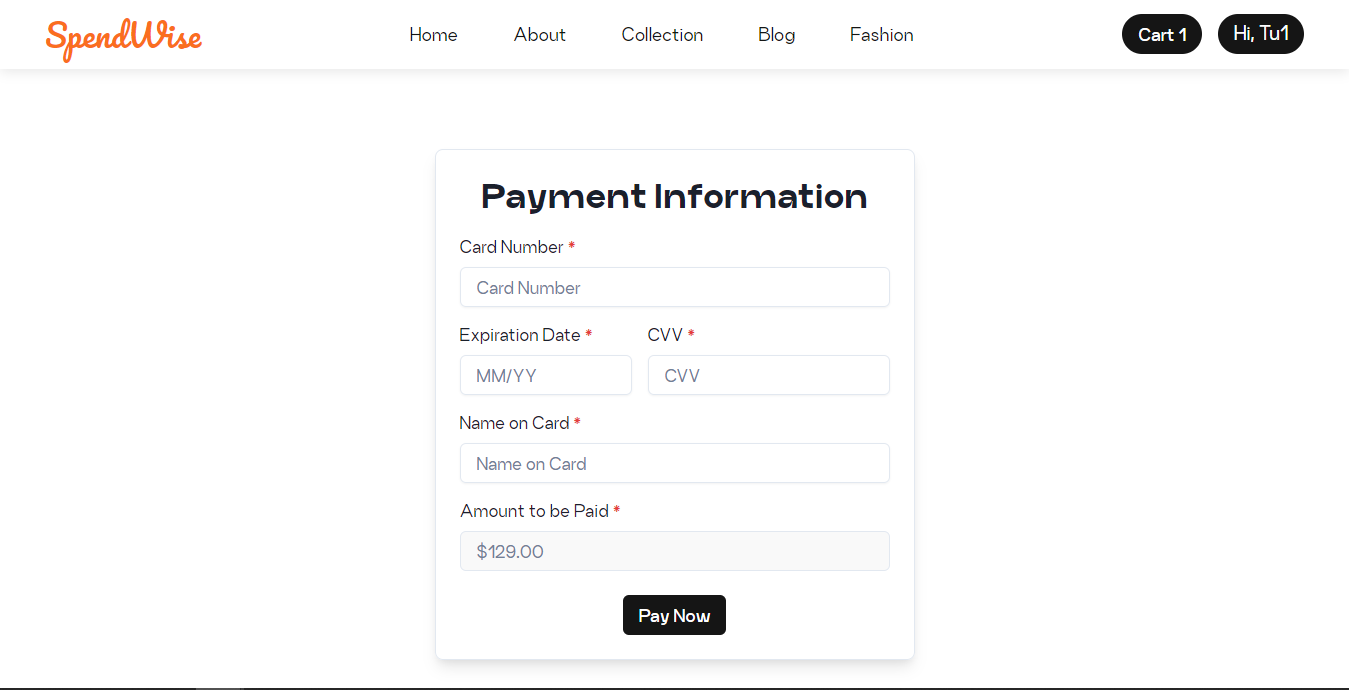 SpendWise Home About Collection Blog Fashion Cart 1 Hi, Tu1
Payment Information
Card Number *
Card Number
Expiration Date * CVV *
MM/YY CVV
Name on Card *
Name on Card
Amount to be Paid *
$129.00
Pay Now